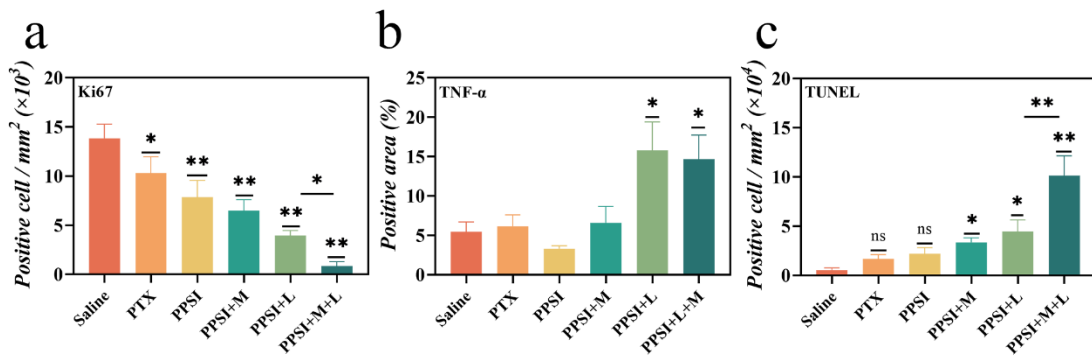 a
Ki67
Positive cell / mm² (×10³)
20
15
10
5
0
*
**
**
**
*
**
Saline
PTX
PPSI
PPSI+M
PPSI+L
PPSI+M+L
b
TNF-α
Positive area (%)
25
20
15
10
5
0
*
*
Saline
PTX
PPSI
PPSI+M
PPSI+L
PPSI+L+M
c
TUNEL
Positive cell / mm² (×10⁴)
20
15
10
5
0
ns
ns
*
*
**
**
Saline
PTX
PPSI
PPSI+M
PPSI+L
PPSI+M+L